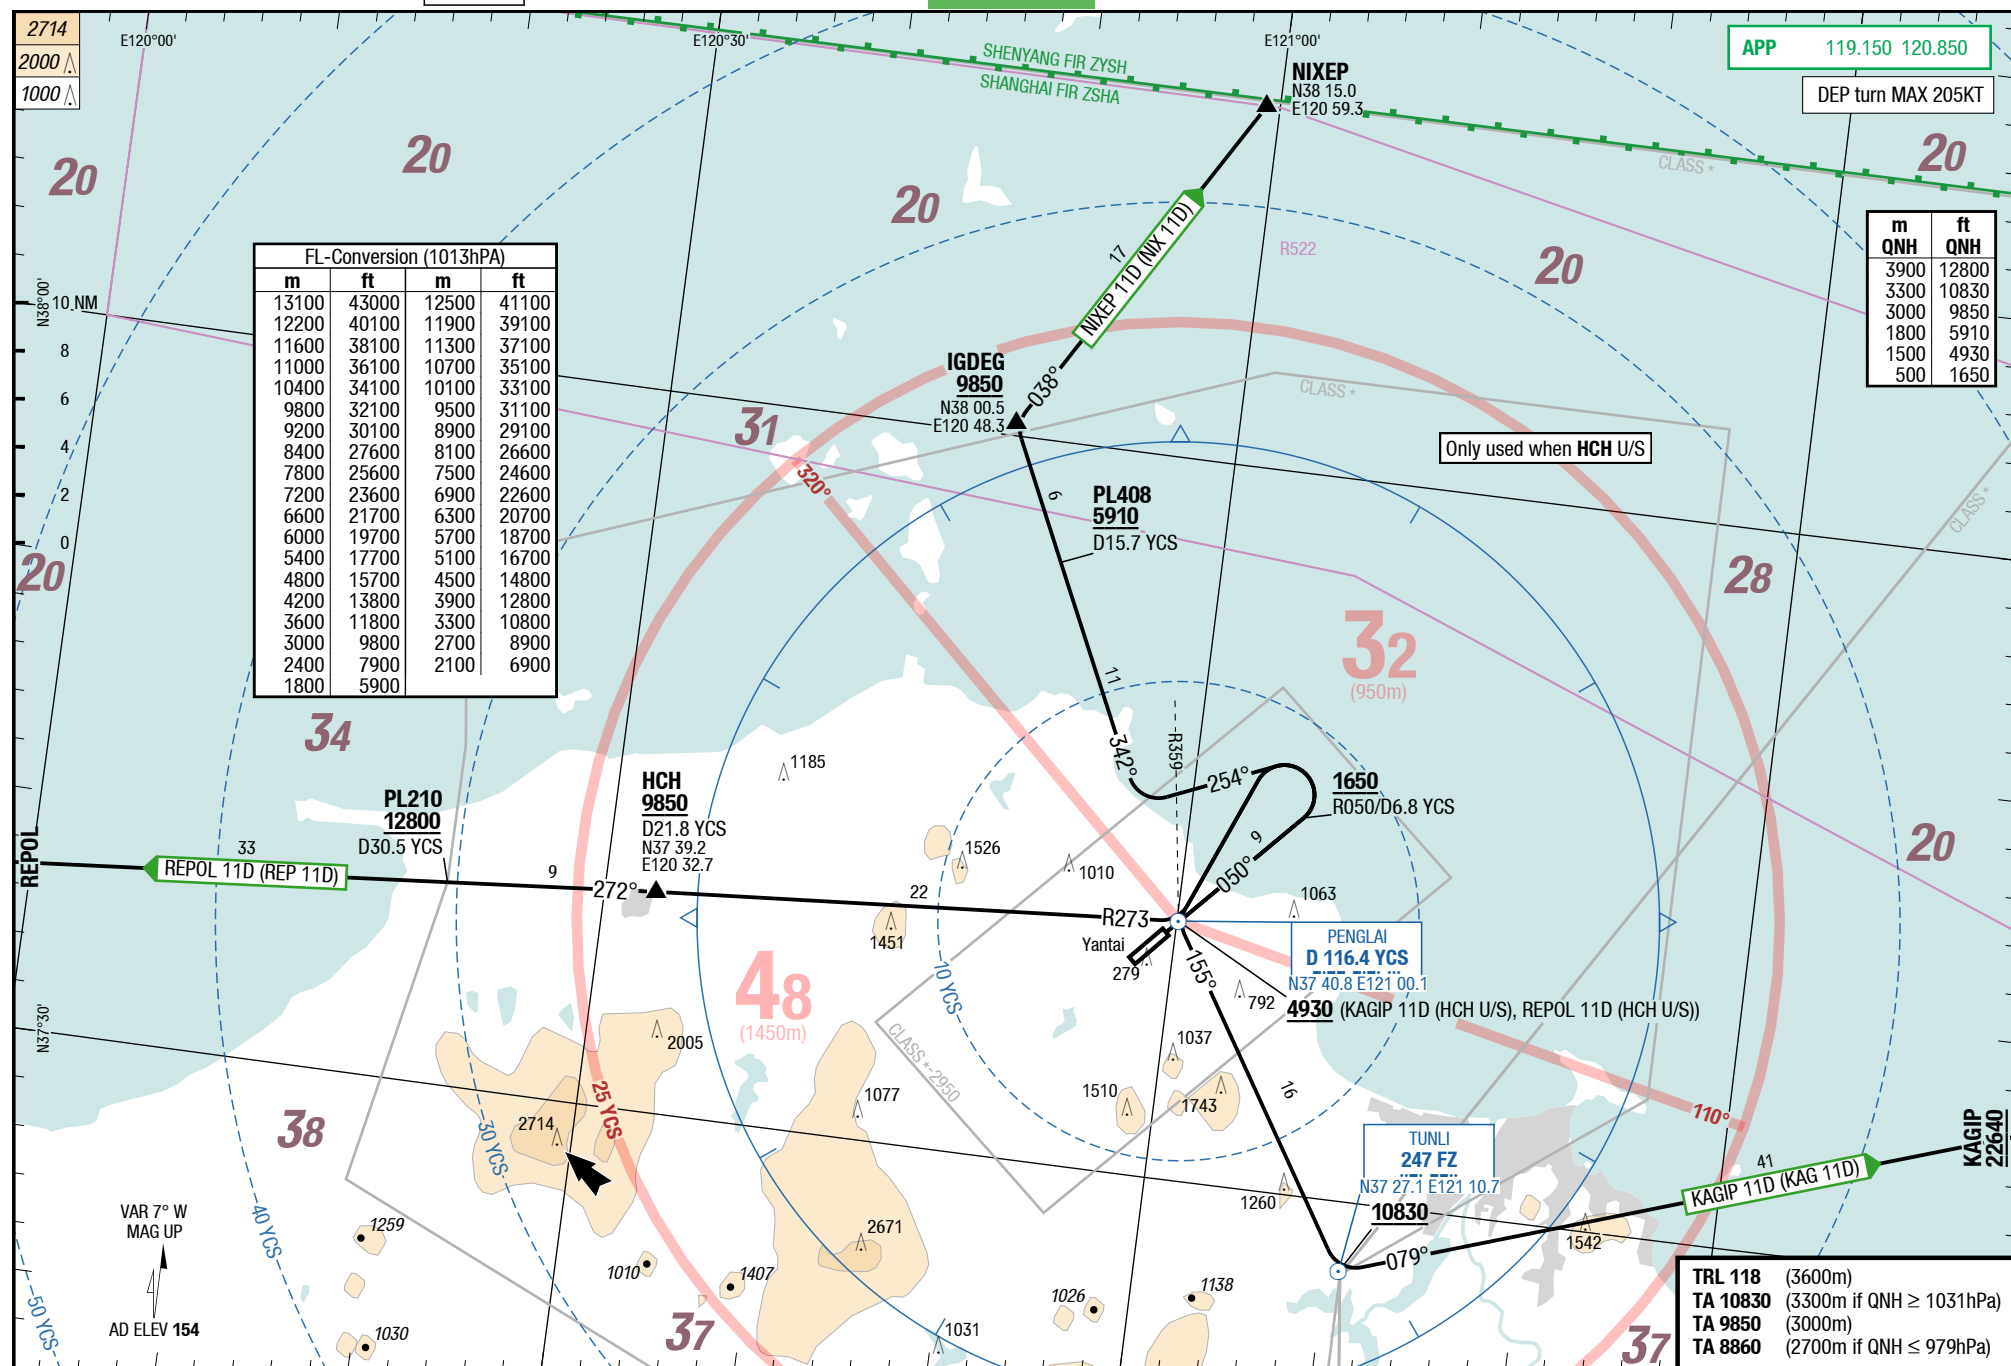 2714
2000
1000
E120°00'
E120°30'
E121°00'
SHENYANG FIR ZYSH
SHANGHAI FIR ZSHA
NIXEP
N38 15.0
E120 59.3
APP 119.150 120.850
DEP turn MAX 205KT
CLASS *
20
20
20
20
20
R522
m ft
QNH QNH
3900 12800
3300 10830
3000 9850
1800 5910
1500 4930
500 1650
FL-Conversion (1013hPA)
m ft m ft
13100 43000 12500 41100
12200 40100 11900 39100
11600 38100 11300 37100
11000 36100 10700 35100
10400 34100 10100 33100
9800 32100 9500 31100
9200 30100 8900 29100
8400 27600 8100 26600
7800 25600 7500 24600
7200 23600 6900 22600
6600 21700 6300 20700
6000 19700 5700 18700
5400 17700 5100 16700
4800 15700 4500 14800
4200 13800 3900 12800
3600 11800 3300 10800
3000 9800 2700 8900
2400 7900 2100 6900
1800 5900
N38°00'
10 NM
8
6
4
2
0
17
NIXEP 11D (NIX 11D)
038°
IGDEG
9850
N38 00.5
E120 48.3
CLASS *
31
320°
Only used when HCH U/S
6
PL408
5910
D15.7 YCS
CLASS *
28
20
32
(950m)
11
342°
34
R359
254°
1650
R050/D6.8 YCS
9
050°
1185
HCH
9850
D21.8 YCS
N37 39.2
E120 32.7
PL210
12800
D30.5 YCS
REPOL
33
REPOL 11D (REP 11D)
9
272°
22
R273
1526
1010
1451
1063
20
Yantai
279
PENGLAI
D 116.4 YCS
N37 40.8 E121 00.1
155°
792
4930 (KAGIP 11D (HCH U/S), REPOL 11D (HCH U/S))
10 YCS
48
(1450m)
CLASS *-2950
N37°30'
2005
1037
1510
1743
1077
16
25 YCS
2714
30 YCS
38
110°
TUNLI
247 FZ
N37 27.1 E121 10.7
10830
KAGIP
22640
41
KAGIP 11D (KAG 11D)
079°
1260
1542
VAR 7° W
MAG UP
40 YCS
1259
2671
1010
1407
1138
1026
50 YCS
AD ELEV 154
1030
37
1031
37
TRL 118 (3600m)
TA 10830 (3300m if QNH ≥ 1031hPa)
TA 9850 (3000m)
TA 8860 (2700m if QNH ≤ 979hPa)